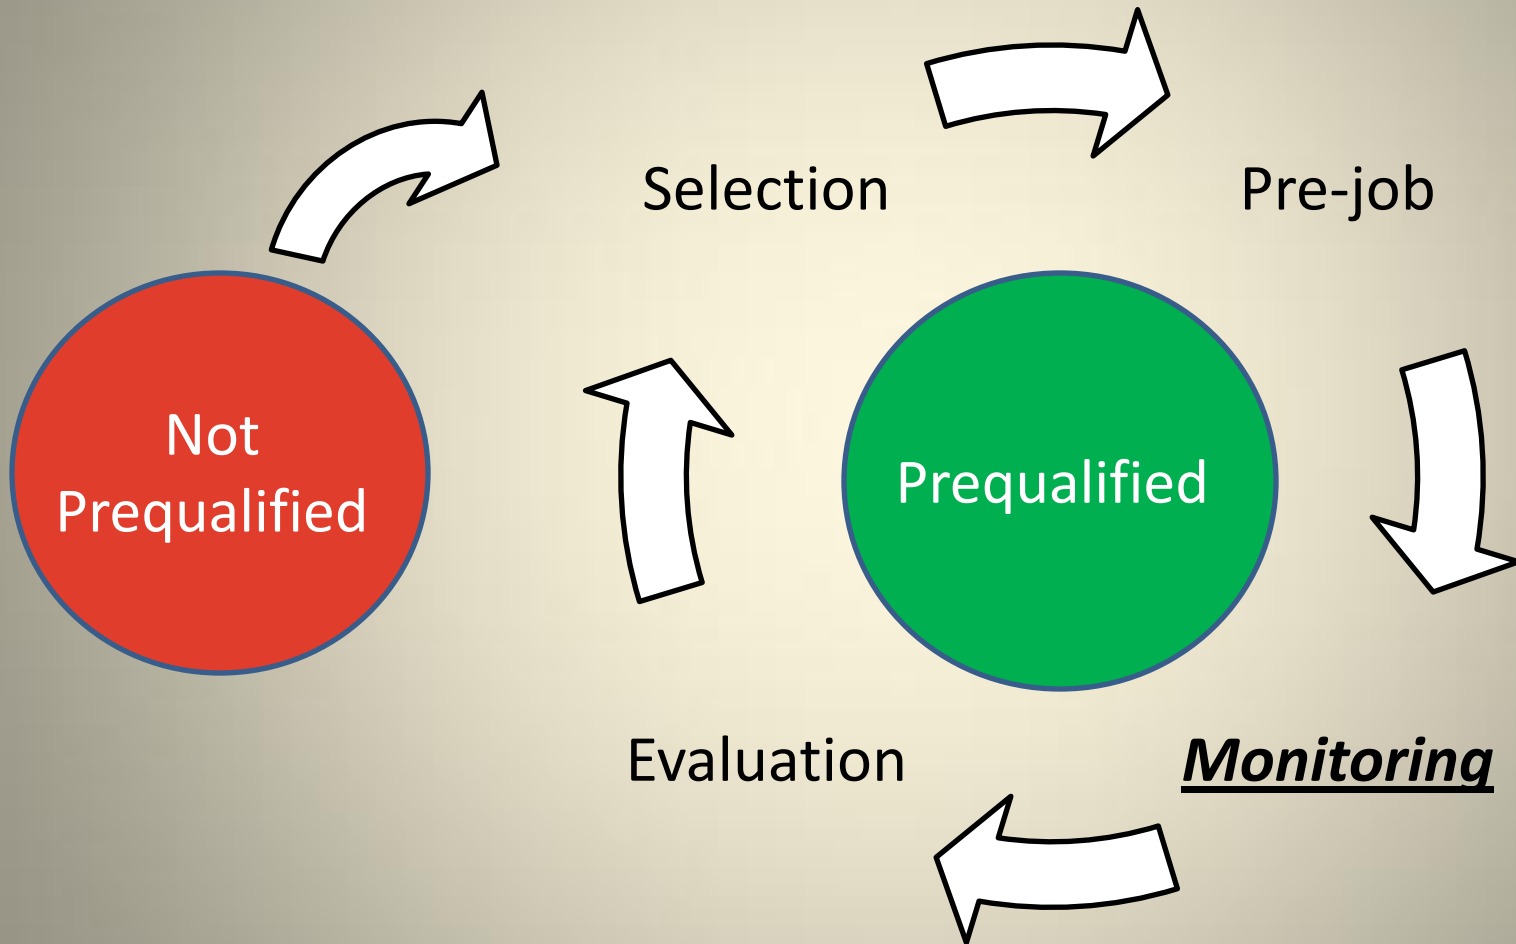 Selection
Pre-job
Not
Prequalified
Prequalified
Evaluation
Monitoring